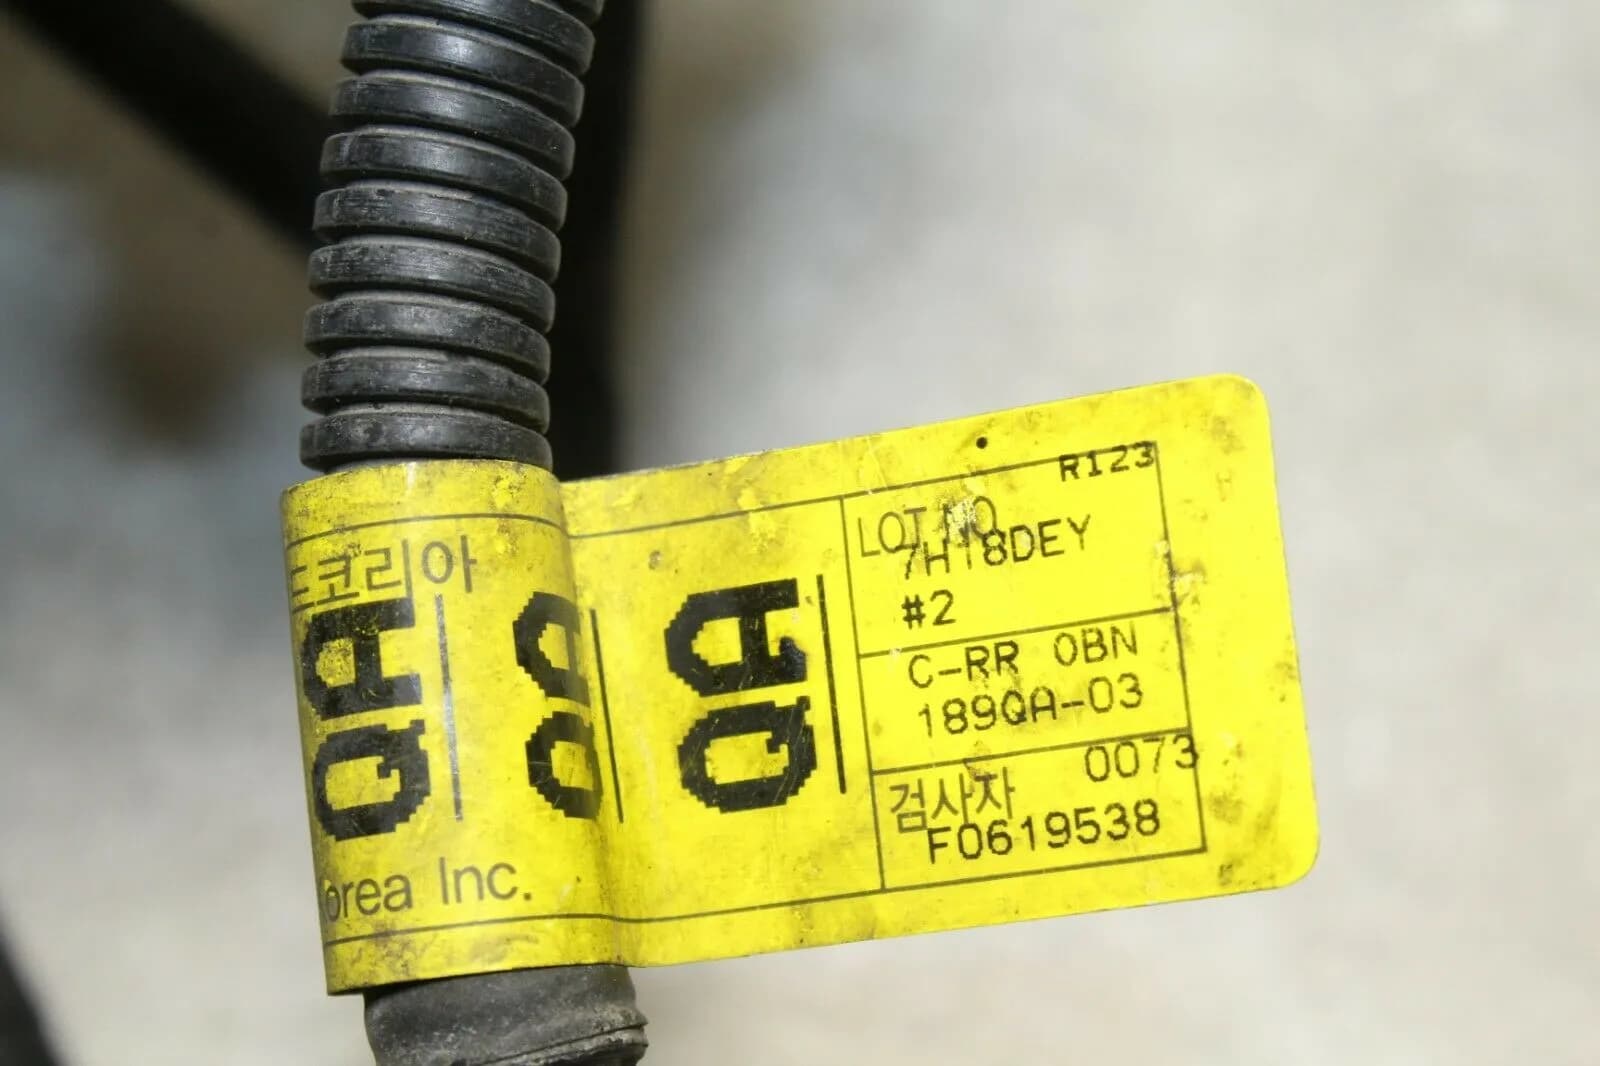 드코리아
QA
QA
QA
Korea Inc.
R123
LOT NO
7H18DEY
#2
C-RR 0BN
189QA-03
0073
검사자
F0619538